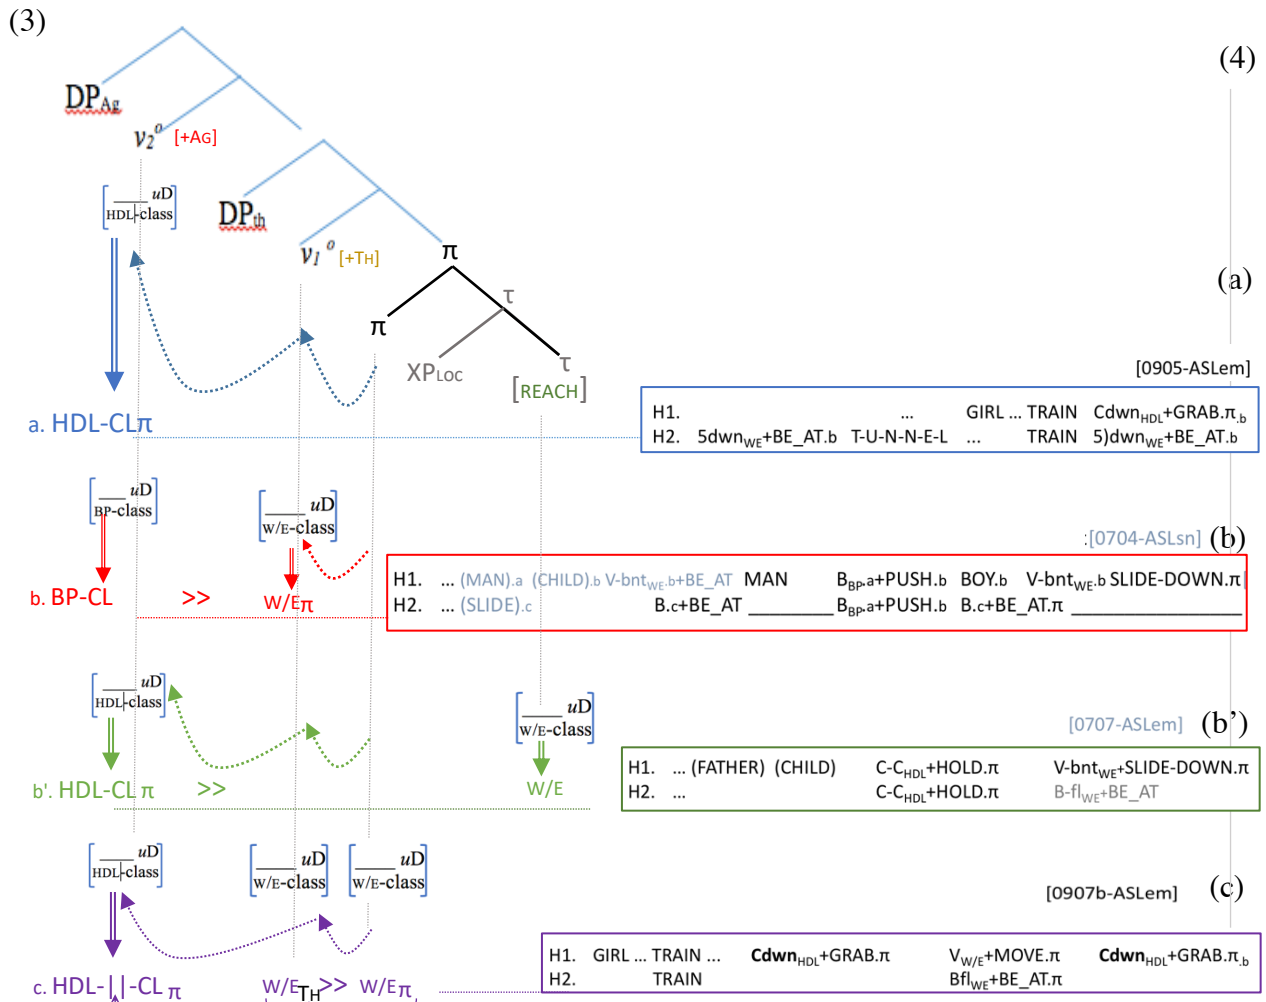 (3)
(4)
DPAg
v2o [+AG]
uD
HDL-class
DPth
v1o [+TH]
π
τ
π
(a)
XPLOC
τ
[REACH]
[0905-ASLem]
a. HDL-CLπ
H1. ... GIRL ... TRAIN CdwnHDL+GRAB.π.b
H2. 5dwnWE+BE_AT.b T-U-N-N-E-L ... TRAIN 5)dwnWE+BE_AT.b
uD
BP-class
uD
W/E-class
:[0704-ASLsn] (b)
b. BP-CL >> W/Eπ
H1. ... (MAN).a (CHILD).b V-bntWE.b+BE_AT MAN BBP.a+PUSH.b BOY.b V-bntWE.b SLIDE-DOWN.π
H2. ... (SLIDE).c B.c+BE_AT ________ BBP.a+PUSH.b B.c+BE_AT.π ________________
uD
HDL-class
uD
W/E-class
[0707-ASLem] (b’)
b'. HDL-CL π >> W/E
H1. ... (FATHER) (CHILD) C-CHDL+HOLD.π V-bntWE+SLIDE-DOWN.π
H2. ... C-CHDL+HOLD.π B-flWE+BE_AT
uD
HDL-class
uD
W/E-class
uD
W/E-class
[0907b-ASLem] (c)
c. HDL-||-CL π W/ETH >> W/Eπ
H1. GIRL ... TRAIN ... CdwnHDL+GRAB.π VW/E+MOVE.π CdwnHDL+GRAB.π.b
H2. TRAIN BflWE+BE_AT.π